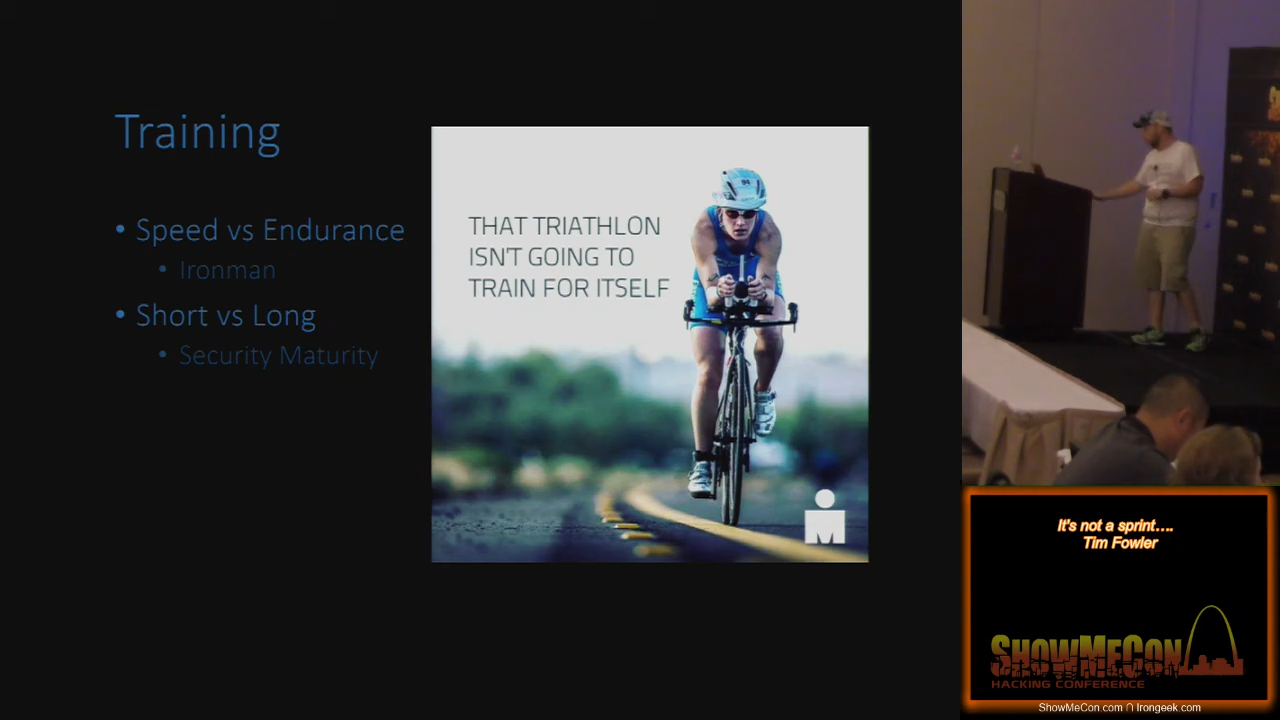 Training
• Speed vs Endurance
• Ironman
• Short vs Long
• Security Maturity
THAT TRIATHLON
ISN'T GOING TO
TRAIN FOR ITSELF
94
It's not a sprint….
Tim Fowler
SHOWMECON
HACKING CONFERENCE
ShowMeCon.com ∩ Irongeek.com